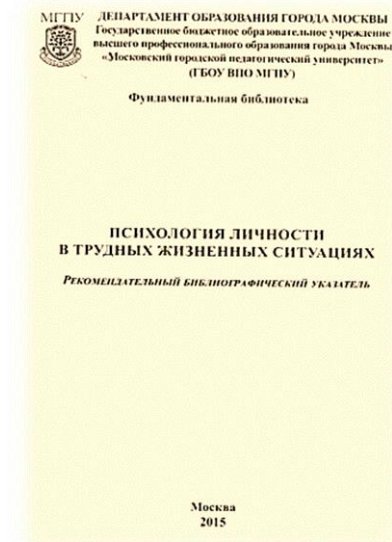 МГПУ
ДЕПАРТАМЕНТ ОБРАЗОВАНИЯ ГОРОДА МОСКВЫ
Государственное бюджетное образовательное учреждение
высшего профессионального образования города Москвы
«Московский городской педагогический университет»
(ГБОУ ВПО МГПУ)
Фундаментальная библиотека
ПСИХОЛОГИЯ ЛИЧНОСТИ
В ТРУДНЫХ ЖИЗНЕННЫХ СИТУАЦИЯХ
РЕКОМЕНДАТЕЛЬНЫЙ БИБЛИОГРАФИЧЕСКИЙ УКАЗАТЕЛЬ
Москва
2015